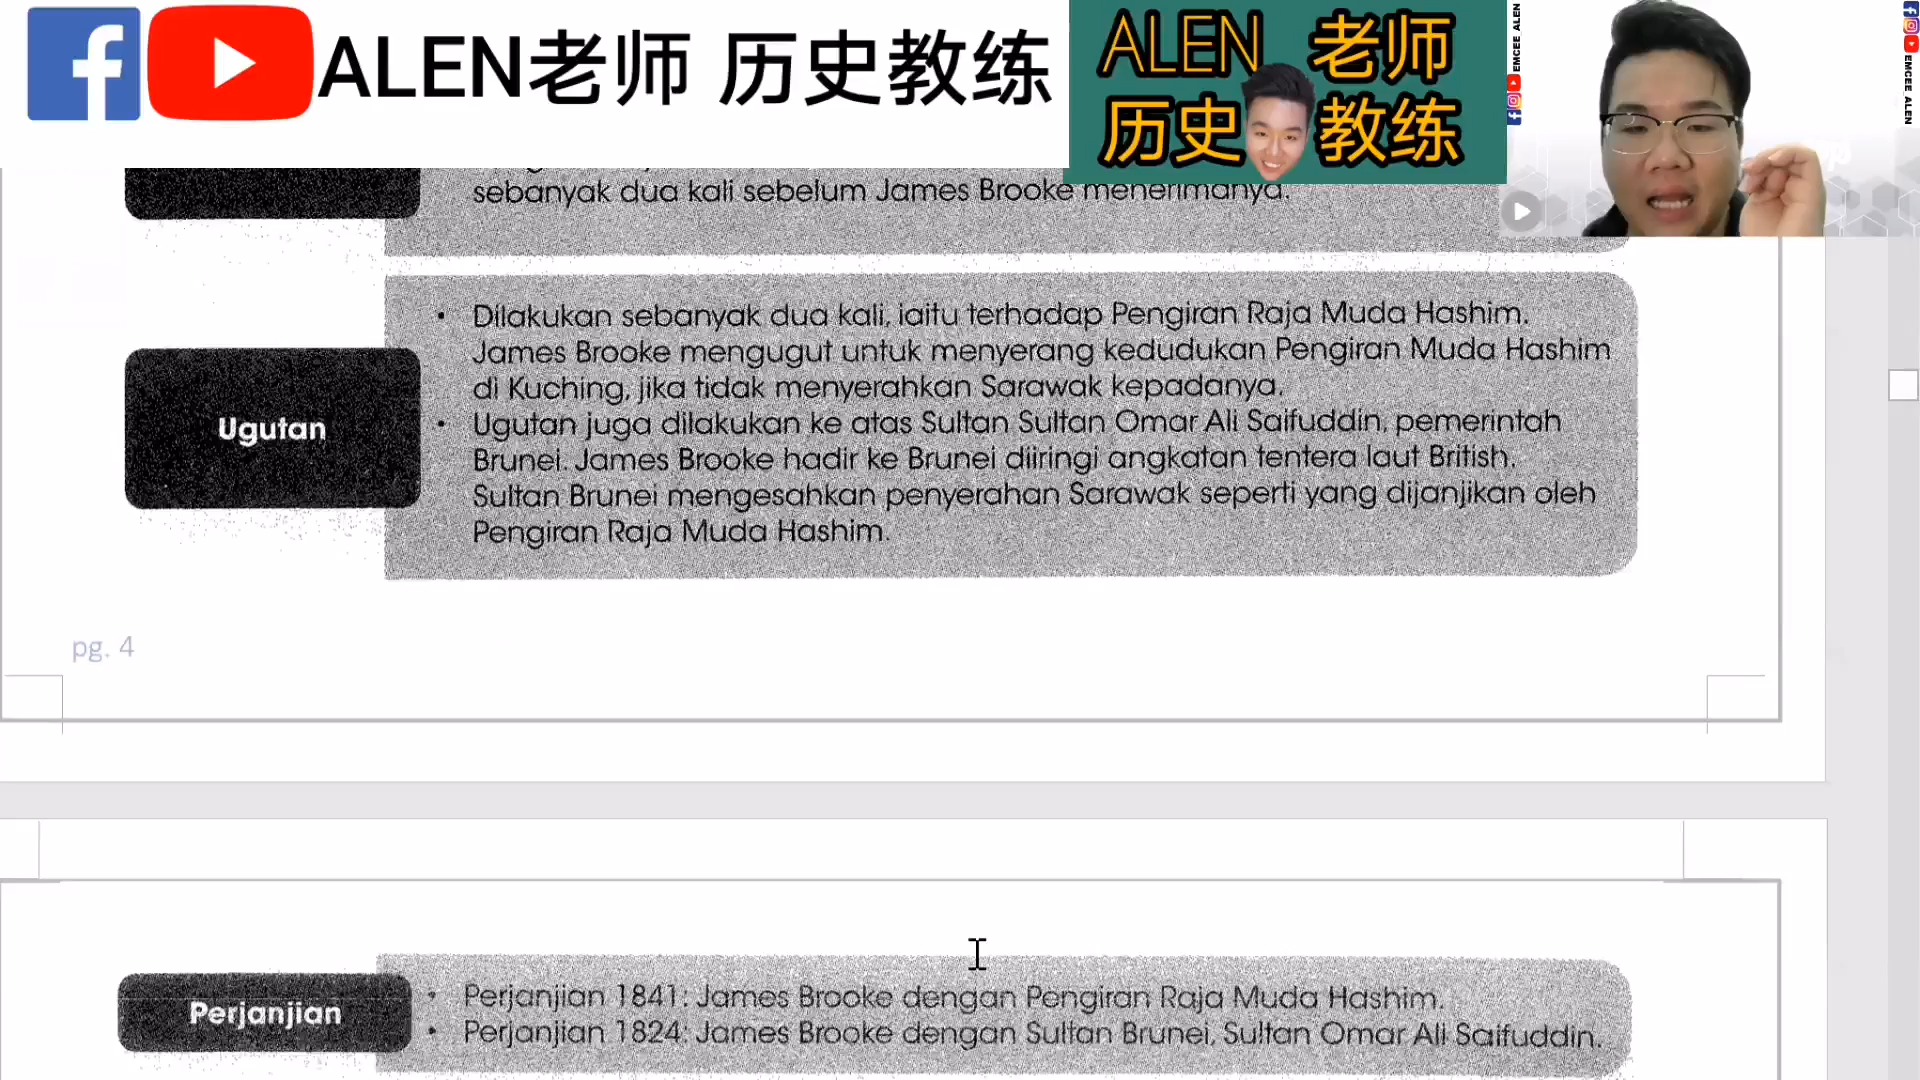 ALEN老师 历史教练
ALEN 老师
历史 教练
EMCEE ALEN
EMCEE ALEN
sebanyak dua kali sebelum James Brooke menerimanya.
Ugutan
• Dilakukan sebanyak dua kali, iaitu terhadap Pengiran Raja Muda Hashim.
James Brooke mengugut untuk menyerang kedudukan Pengiran Muda Hashim
di Kuching, jika tidak menyerahkan Sarawak kepadanya.
• Ugutan juga dilakukan ke atas Sultan Sultan Omar Ali Saifuddin, pemerintah
Brunei. James Brooke hadir ke Brunei diiringi angkatan tentera laut British.
Sultan Brunei mengesahkan penyerahan Sarawak seperti yang dijanjikan oleh
Pengiran Raja Muda Hashim.
pg. 4
Perjanjian
• Perjanjian 1841: James Brooke dengan Pengiran Raja Muda Hashim.
• Perjanjian 1824: James Brooke dengan Sultan Brunei, Sultan Omar Ali Saifuddin.